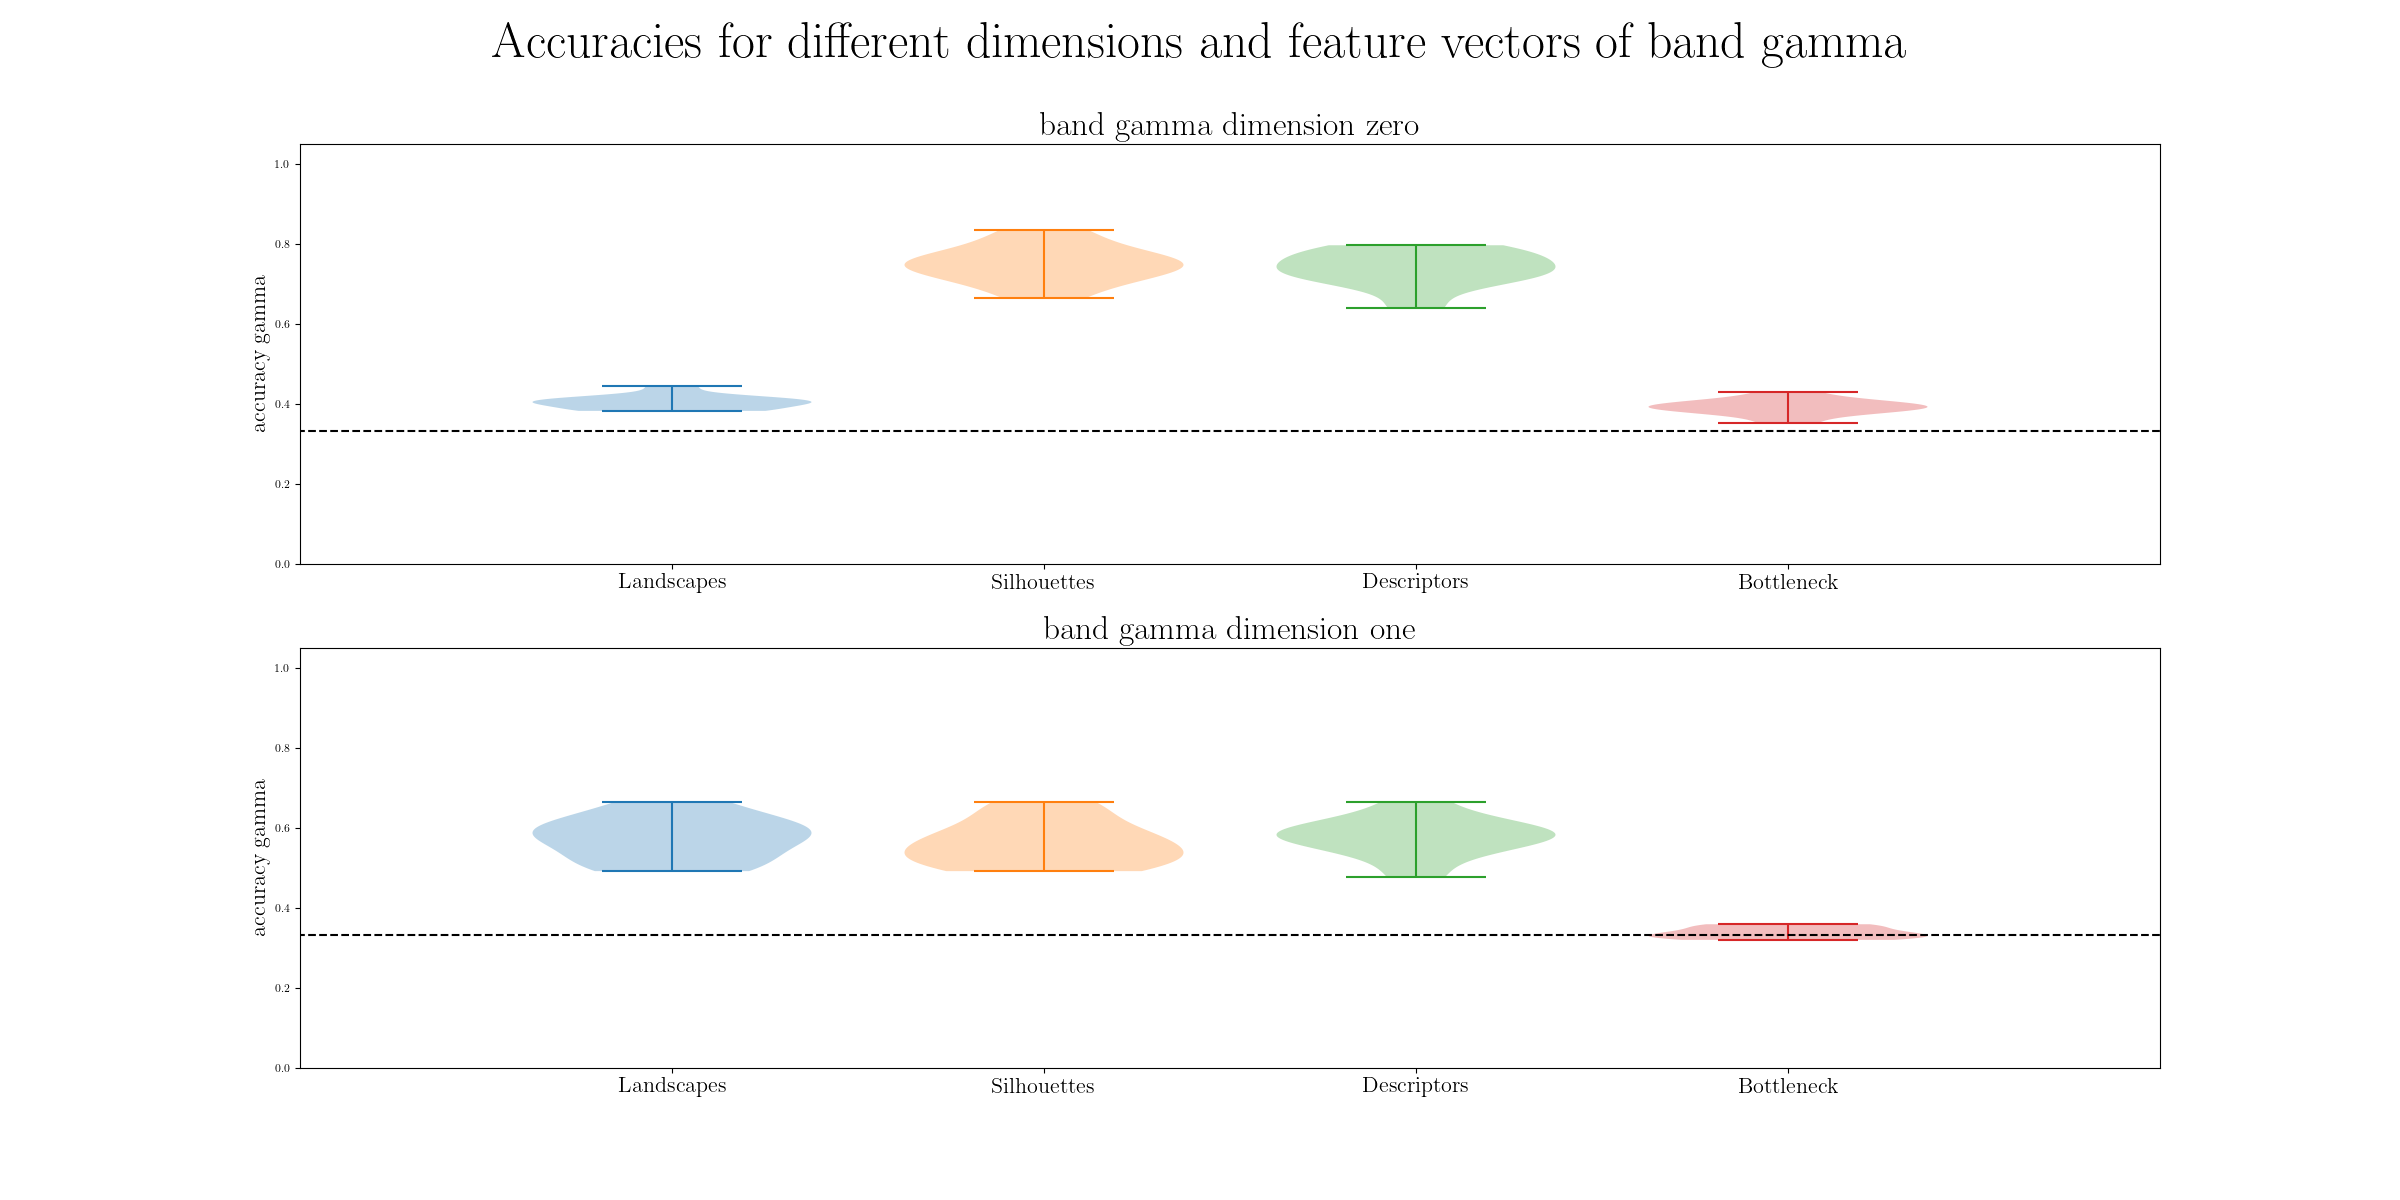 Accuracies for different dimensions and feature vectors of band gamma
band gamma dimension zero
accuracy gamma
1.0
0.8
0.6
0.4
0.2
0.0
Landscapes Silhouettes Descriptors Bottleneck
band gamma dimension one
accuracy gamma
1.0
0.8
0.6
0.4
0.2
0.0
Landscapes Silhouettes Descriptors Bottleneck